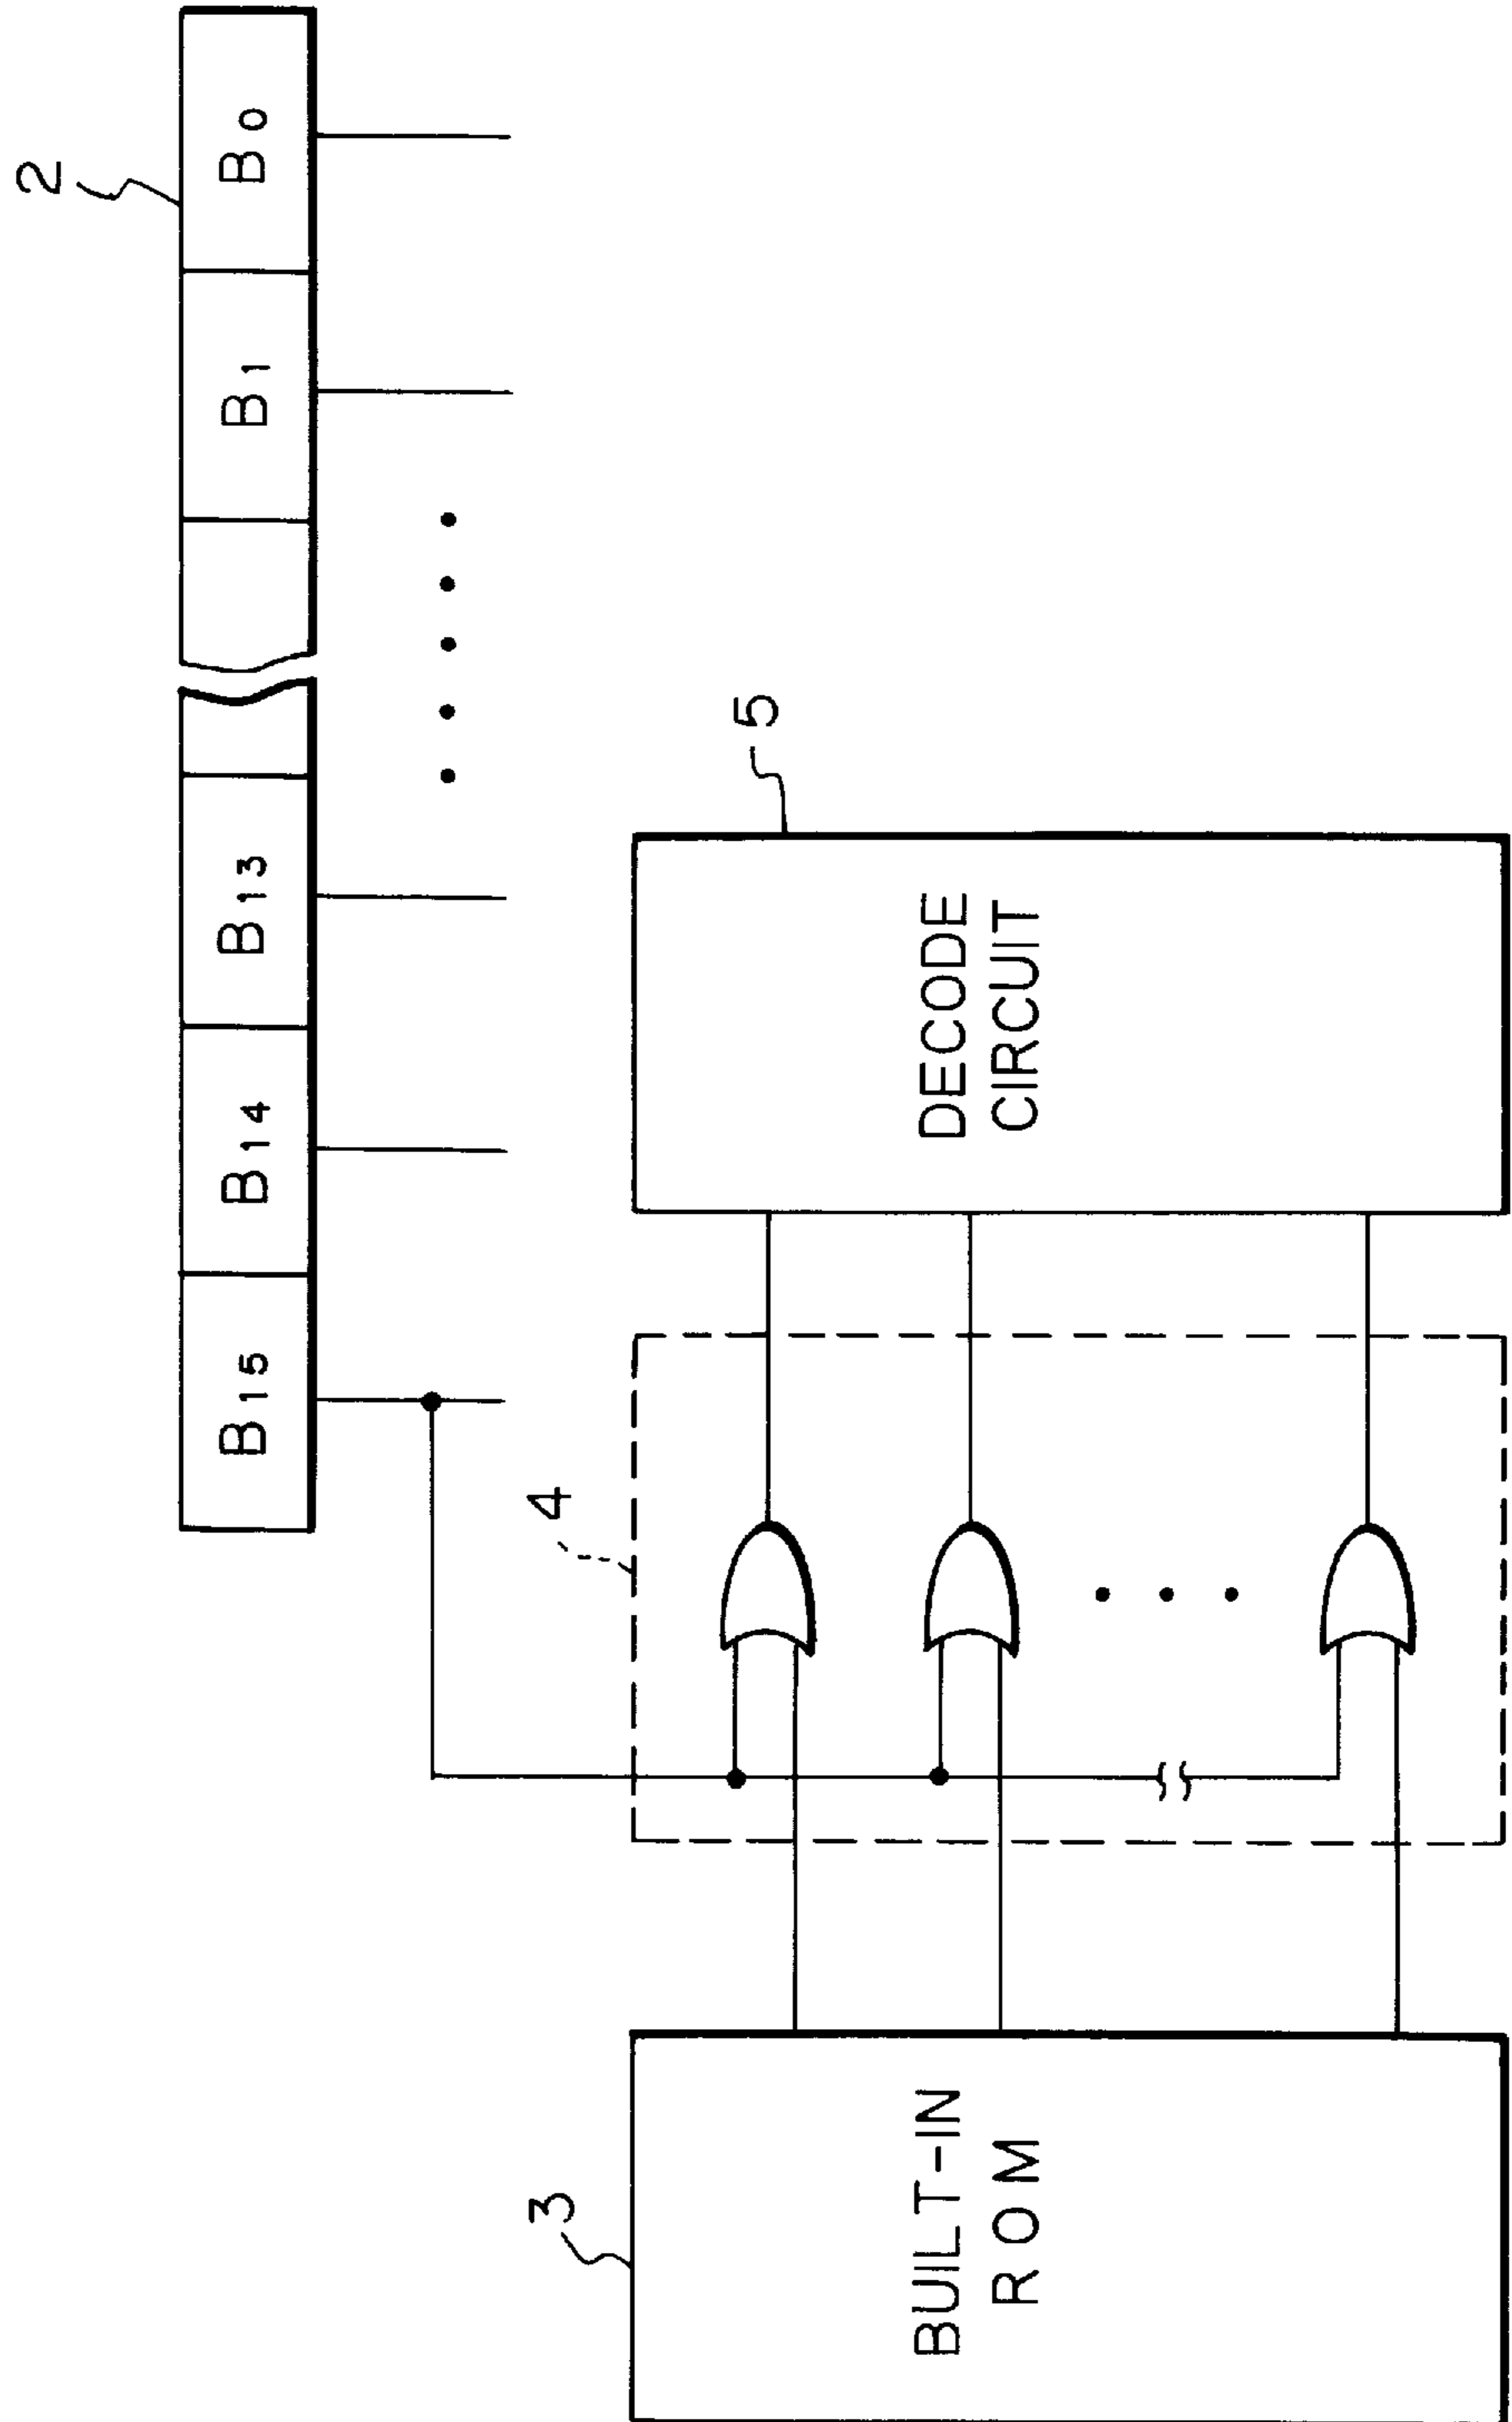 2
B15 B14 B13 B1 B0
4
5
3
BUILT-IN
ROM
DECODE
CIRCUIT